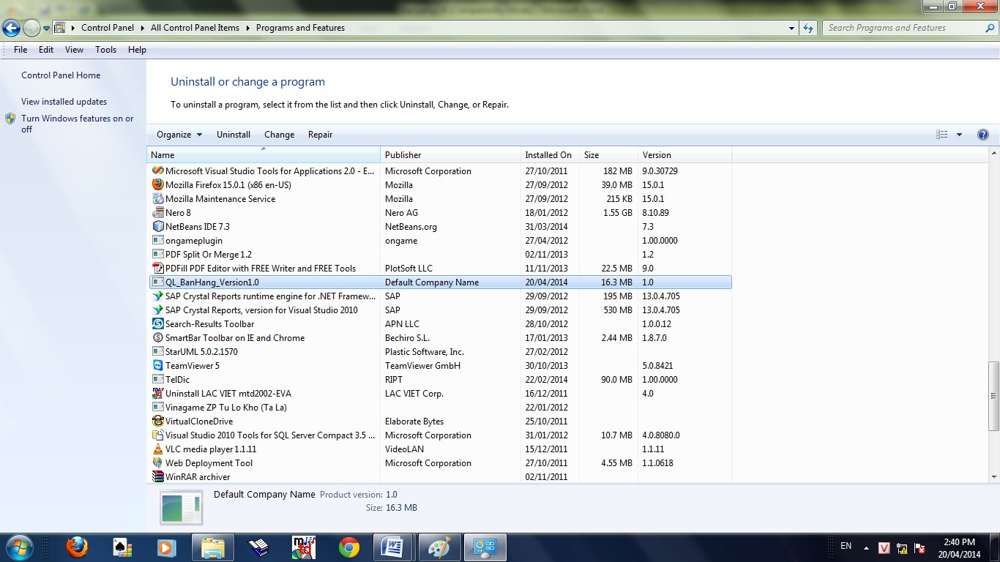 Control Panel All Control Panel Items Programs and Features Search Programs and Features
File Edit View Tools Help
Control Panel Home
View installed updates
Turn Windows features on or
off
Uninstall or change a program
To uninstall a program, select it from the list and then click Uninstall, Change, or Repair.
Organize Uninstall Change Repair
Name Publisher Installed On Size Version
Microsoft Visual Studio Tools for Applications 2.0 - E... Microsoft Corporation 27/10/2011 182 MB 9.0.30729
Mozilla Firefox 15.0.1 (x86 en-US) Mozilla 27/09/2012 39.0 MB 15.0.1
Mozilla Maintenance Service Mozilla 27/09/2012 215 KB 15.0.1
Nero 8 Nero AG 18/01/2012 1.55 GB 8.10.89
NetBeans IDE 7.3 NetBeans.org 31/03/2014 7.3
ongameplugin ongame 27/04/2012 1.00.0000
PDF Split Or Merge 1.2 02/11/2013 1.2
PDFill PDF Editor with FREE Writer and FREE Tools PlotSoft LLC 11/11/2013 22.5 MB 9.0
QL_BanHang_Version1.0 Default Company Name 20/04/2014 16.3 MB 1.0
SAP Crystal Reports runtime engine for .NET Framew... SAP 29/09/2012 195 MB 13.0.4.705
SAP Crystal Reports, version for Visual Studio 2010 SAP 29/09/2012 530 MB 13.0.4.705
Search-Results Toolbar APN LLC 28/10/2012 1.0.0.12
SmartBar Toolbar on IE and Chrome Bechiro S.L. 17/01/2013 2.44 MB 1.8.7.0
StarUML 5.0.2.1570 Plastic Software, Inc. 27/02/2012
TeamViewer 5 TeamViewer GmbH 30/10/2013 5.0.8421
TelDic RIPT 22/02/2014 90.0 MB 1.00.0000
Uninstall LAC VIET mtd2002-EVA LAC VIET Corp. 16/12/2011 4.0
Vinagame ZP Tu Lo Kho (Ta La) 22/01/2012
VirtualCloneDrive Elaborate Bytes 25/10/2011
Visual Studio 2010 Tools for SQL Server Compact 3.5 ... Microsoft Corporation 31/01/2012 10.7 MB 4.0.8080.0
VLC media player 1.1.11 VideoLAN 15/12/2011 1.1.11
Web Deployment Tool Microsoft Corporation 27/10/2011 4.55 MB 1.1.0618
WinRAR archiver 02/11/2011
Default Company Name Product version: 1.0
Size: 16.3 MB
EN 2:40 PM
20/04/2014